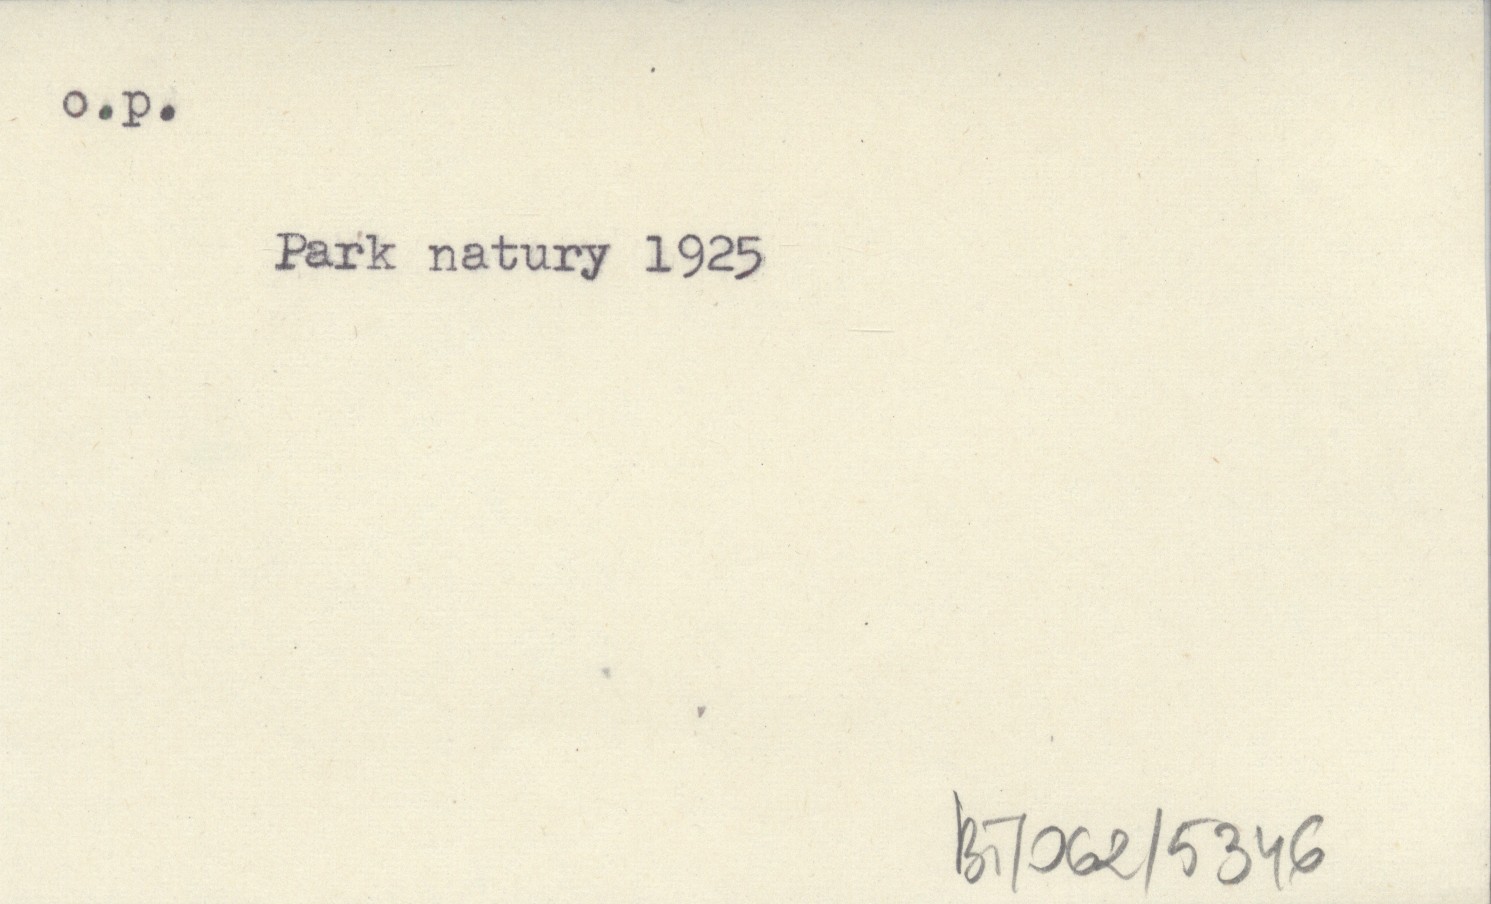 o.p.
Park natury 1925
BT/062/5346